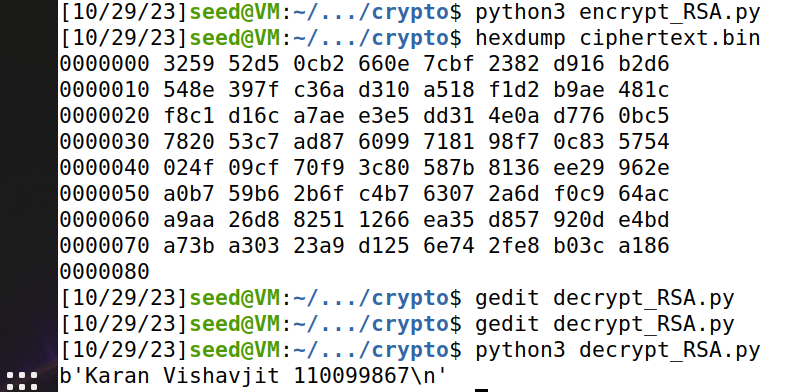 [10/29/23]seed@VM:~/.../crypto$ python3 encrypt_RSA.py
[10/29/23]seed@VM:~/.../crypto$ hexdump ciphertext.bin
0000000 3259 52d5 0cb2 660e 7cbf 2382 d916 b2d6
0000010 548e 397f c36a d310 a518 f1d2 b9ae 481c
0000020 f8c1 d16c a7ae e3e5 dd31 4e0a d776 0bc5
0000030 7820 53c7 ad87 6099 7181 98f7 0c83 5754
0000040 024f 09cf 70f9 3c80 587b 8136 ee29 962e
0000050 a0b7 59b6 2b6f c4b7 6307 2a6d f0c9 64ac
0000060 a9aa 26d8 8251 1266 ea35 d857 920d e4bd
0000070 a73b a303 23a9 d125 6e74 2fe8 b03c a186
0000080
[10/29/23]seed@VM:~/.../crypto$ gedit decrypt_RSA.py
[10/29/23]seed@VM:~/.../crypto$ gedit decrypt_RSA.py
[10/29/23]seed@VM:~/.../crypto$ python3 decrypt_RSA.py
b'Karan Vishavjit 110099867\n'